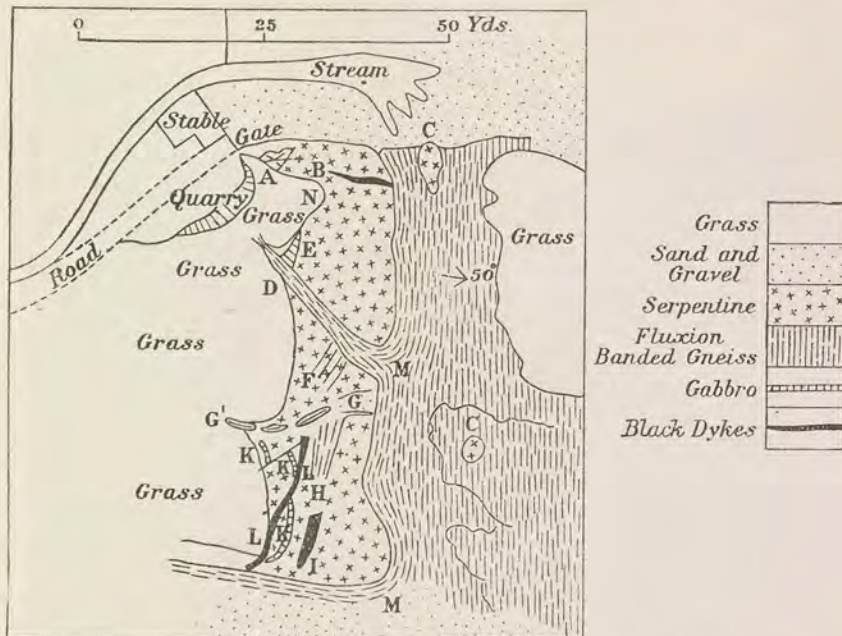 0 25 50 Yds.
Stream
Stable
Gate
C
A
B
Quarry
N
Grass
Grass
E
Road
Grass
50°
D
Grass
M
F
G
G'
C
K
K
L
Grass
H
K
L
I
M
Grass
Sand and
Gravel
Serpentine
Fluxion
Banded Gneiss
Gabbro
Black Dykes